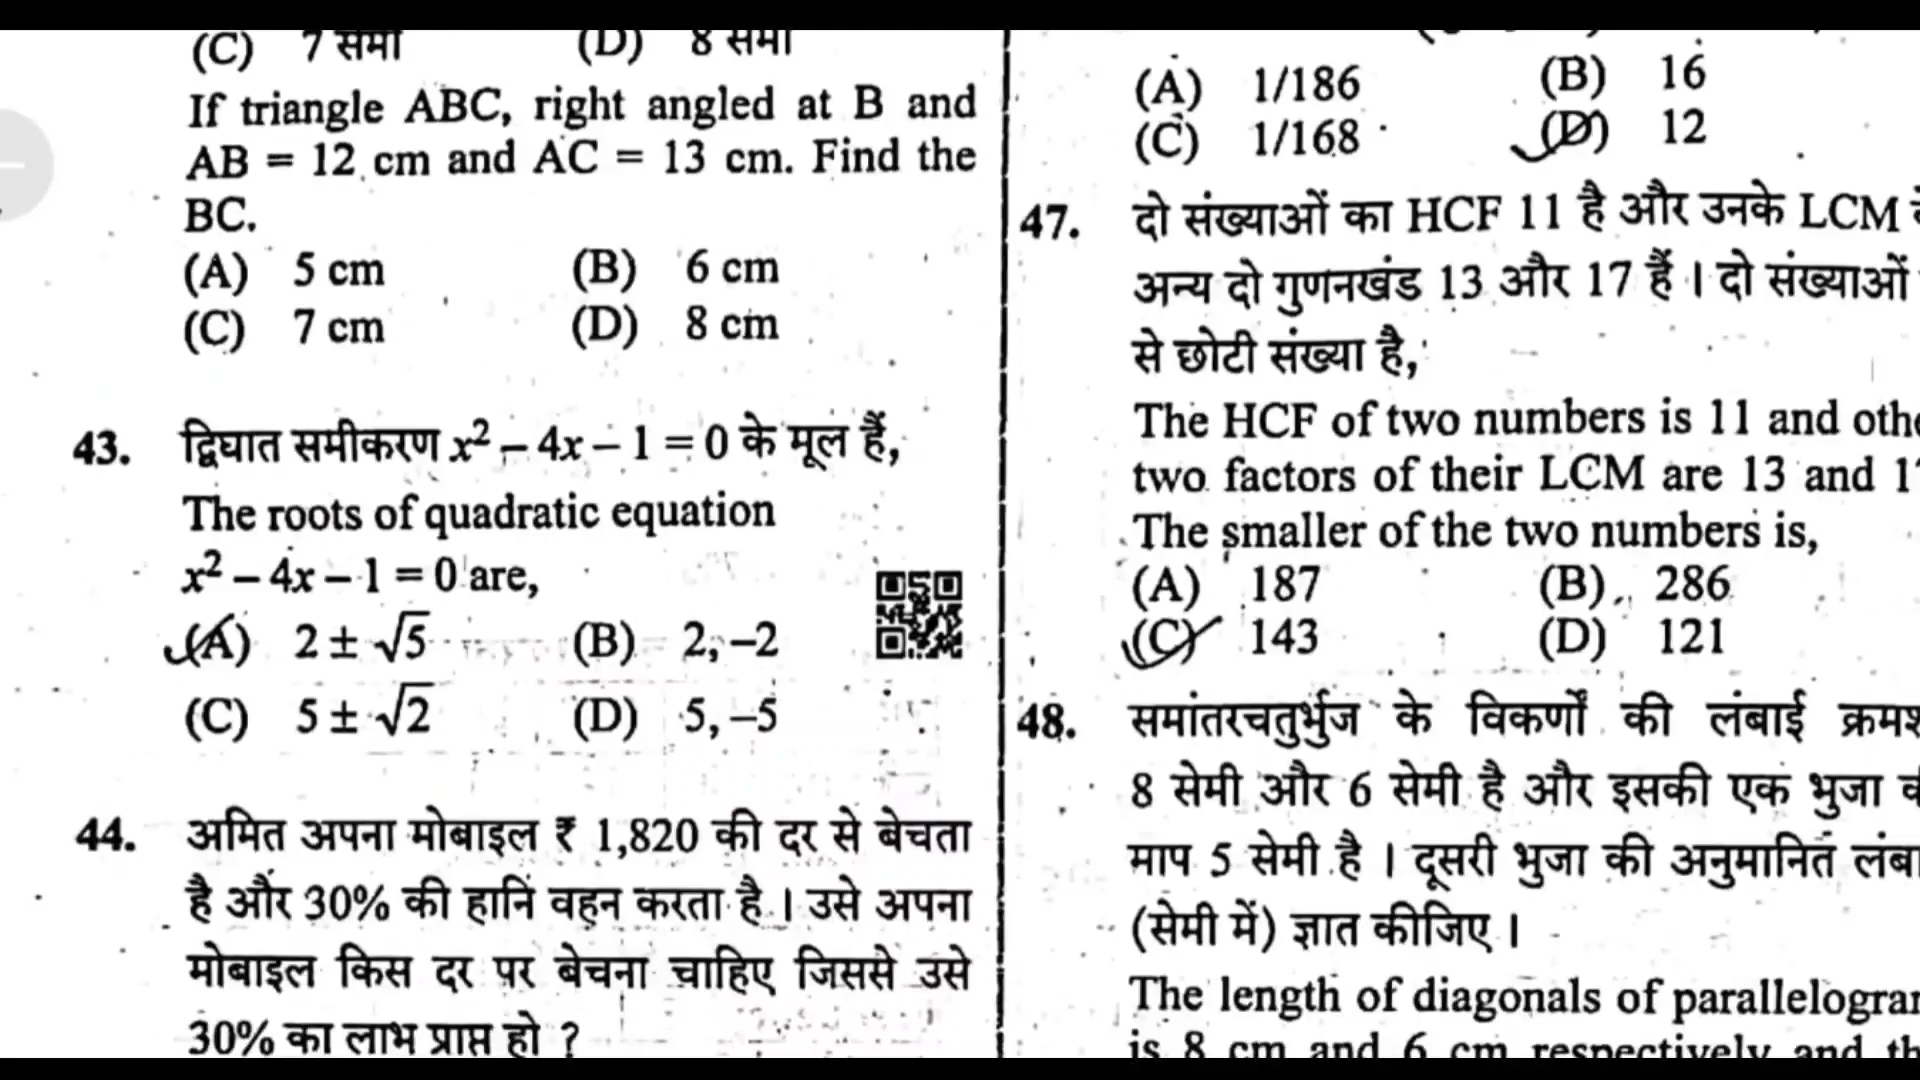 (C) 7 सेमी (D) 8 सेमी
If triangle ABC, right angled at B and
AB = 12 cm and AC = 13 cm. Find the
BC.
(A) 5 cm (B) 6 cm
(C) 7 cm (D) 8 cm
43. द्विघात समीकरण x² – 4x – 1 = 0 के मूल हैं,
The roots of quadratic equation
x² – 4x – 1 = 0 are,
(A) 2 ± √5 (B) 2, –2
(C) 5 ± √2 (D) 5, –5
44. अमित अपना मोबाइल ₹ 1,820 की दर से बेचता
है और 30% की हानि वहन करता है । उसे अपना
मोबाइल किस दर पर बेचना चाहिए जिससे उसे
30% का लाभ प्राप्त हो ?
(A) 1/186 (B) 16
(C) 1/168 (D) 12
47. दो संख्याओं का HCF 11 है और उनके LCM
अन्य दो गुणनखंड 13 और 17 हैं । दो संख्याओं
से छोटी संख्या है,
The HCF of two numbers is 11 and
two factors of their LCM are 13 and
The smaller of the two numbers is,
(A) 187 (B) 286
(C) 143 (D) 121
48. समांतरचतुर्भुज के विकर्णों की लंबाई
8 सेमी और 6 सेमी है और इसकी एक भुजा
माप 5 सेमी है । दूसरी भुजा की अनुमानित
(सेमी में) ज्ञात कीजिए ।
The length of diagonals of
is 8 cm and 6 cm respectively and